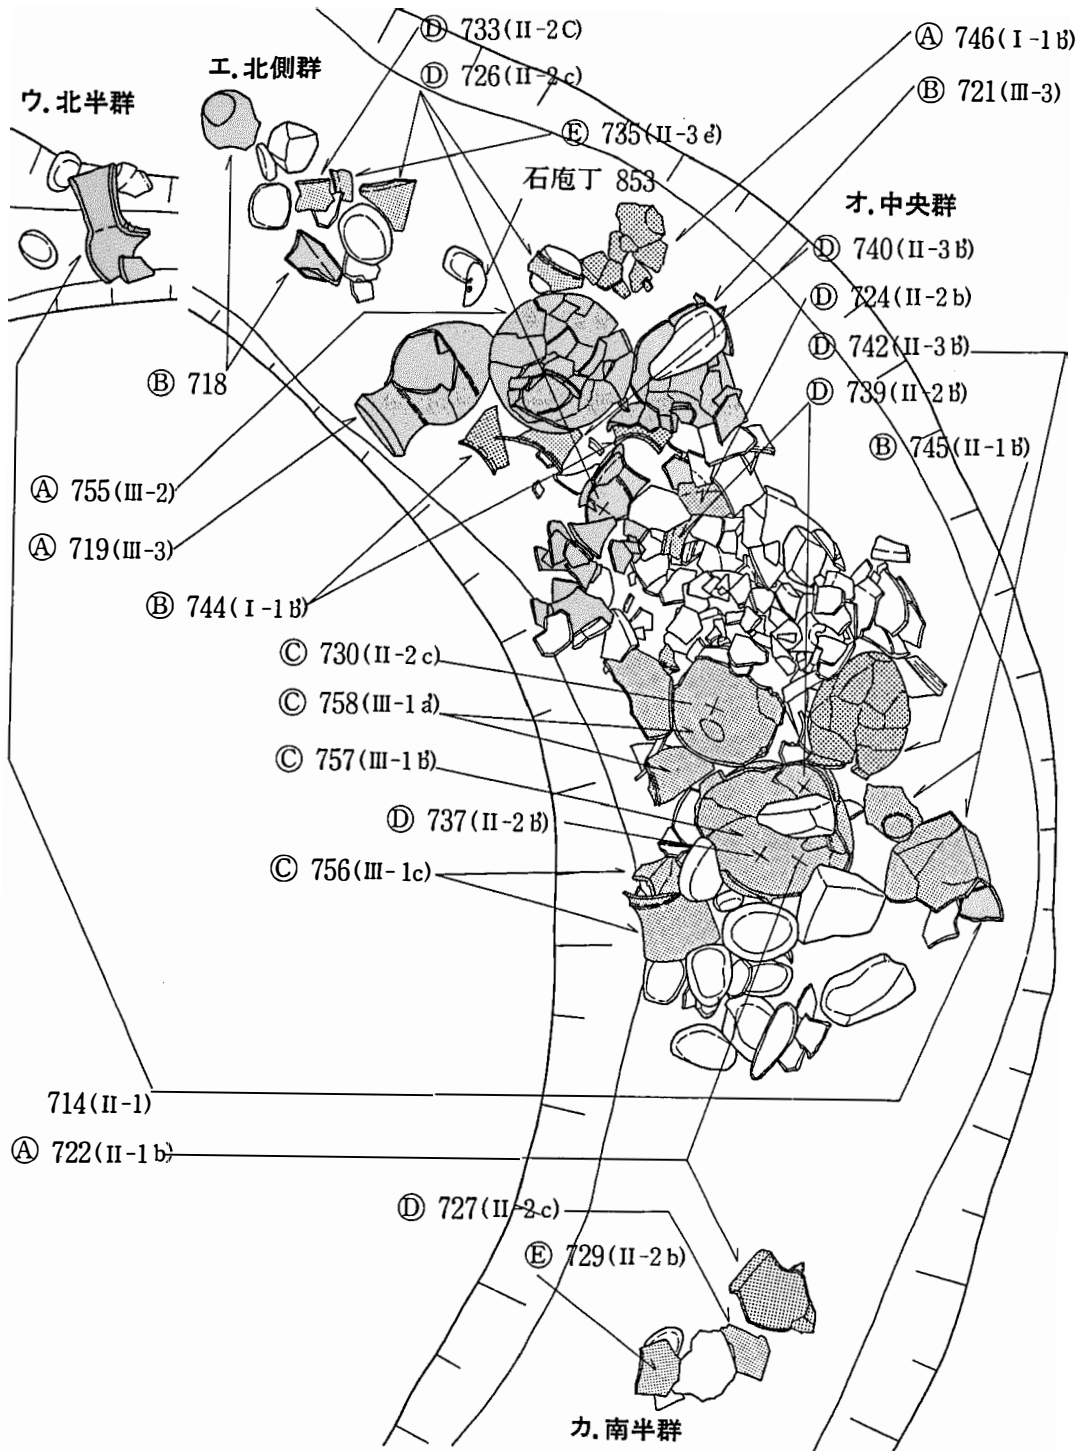 Ⓓ 733(II-2C)
Ⓐ 746(I-1b')
エ.北側群
Ⓓ 726(II-2c)
Ⓑ 721(III-3)
ウ.北半群
Ⓔ 735(II-3e')
石庖丁 853
オ.中央群
Ⓓ 740(II-3b')
Ⓓ 724(II-2b)
Ⓓ 742(II-3b')
Ⓑ 718
Ⓓ 739(II-2b')
Ⓑ 745(II-1b')
Ⓐ 755(III-2)
Ⓐ 719(III-3)
Ⓑ 744(I-1b')
Ⓒ 730(II-2c)
Ⓒ 758(III-1a')
Ⓒ 757(III-1b')
Ⓓ 737(II-2b')
Ⓒ 756(III-1c)
714(II-1)
Ⓐ 722(II-1b)
Ⓓ 727(II-2c)
Ⓔ 729(II-2b)
カ.南半群